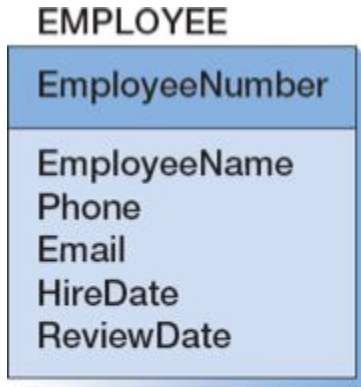 EMPLOYEE
EmployeeNumber
EmployeeName
Phone
Email
HireDate
ReviewDate